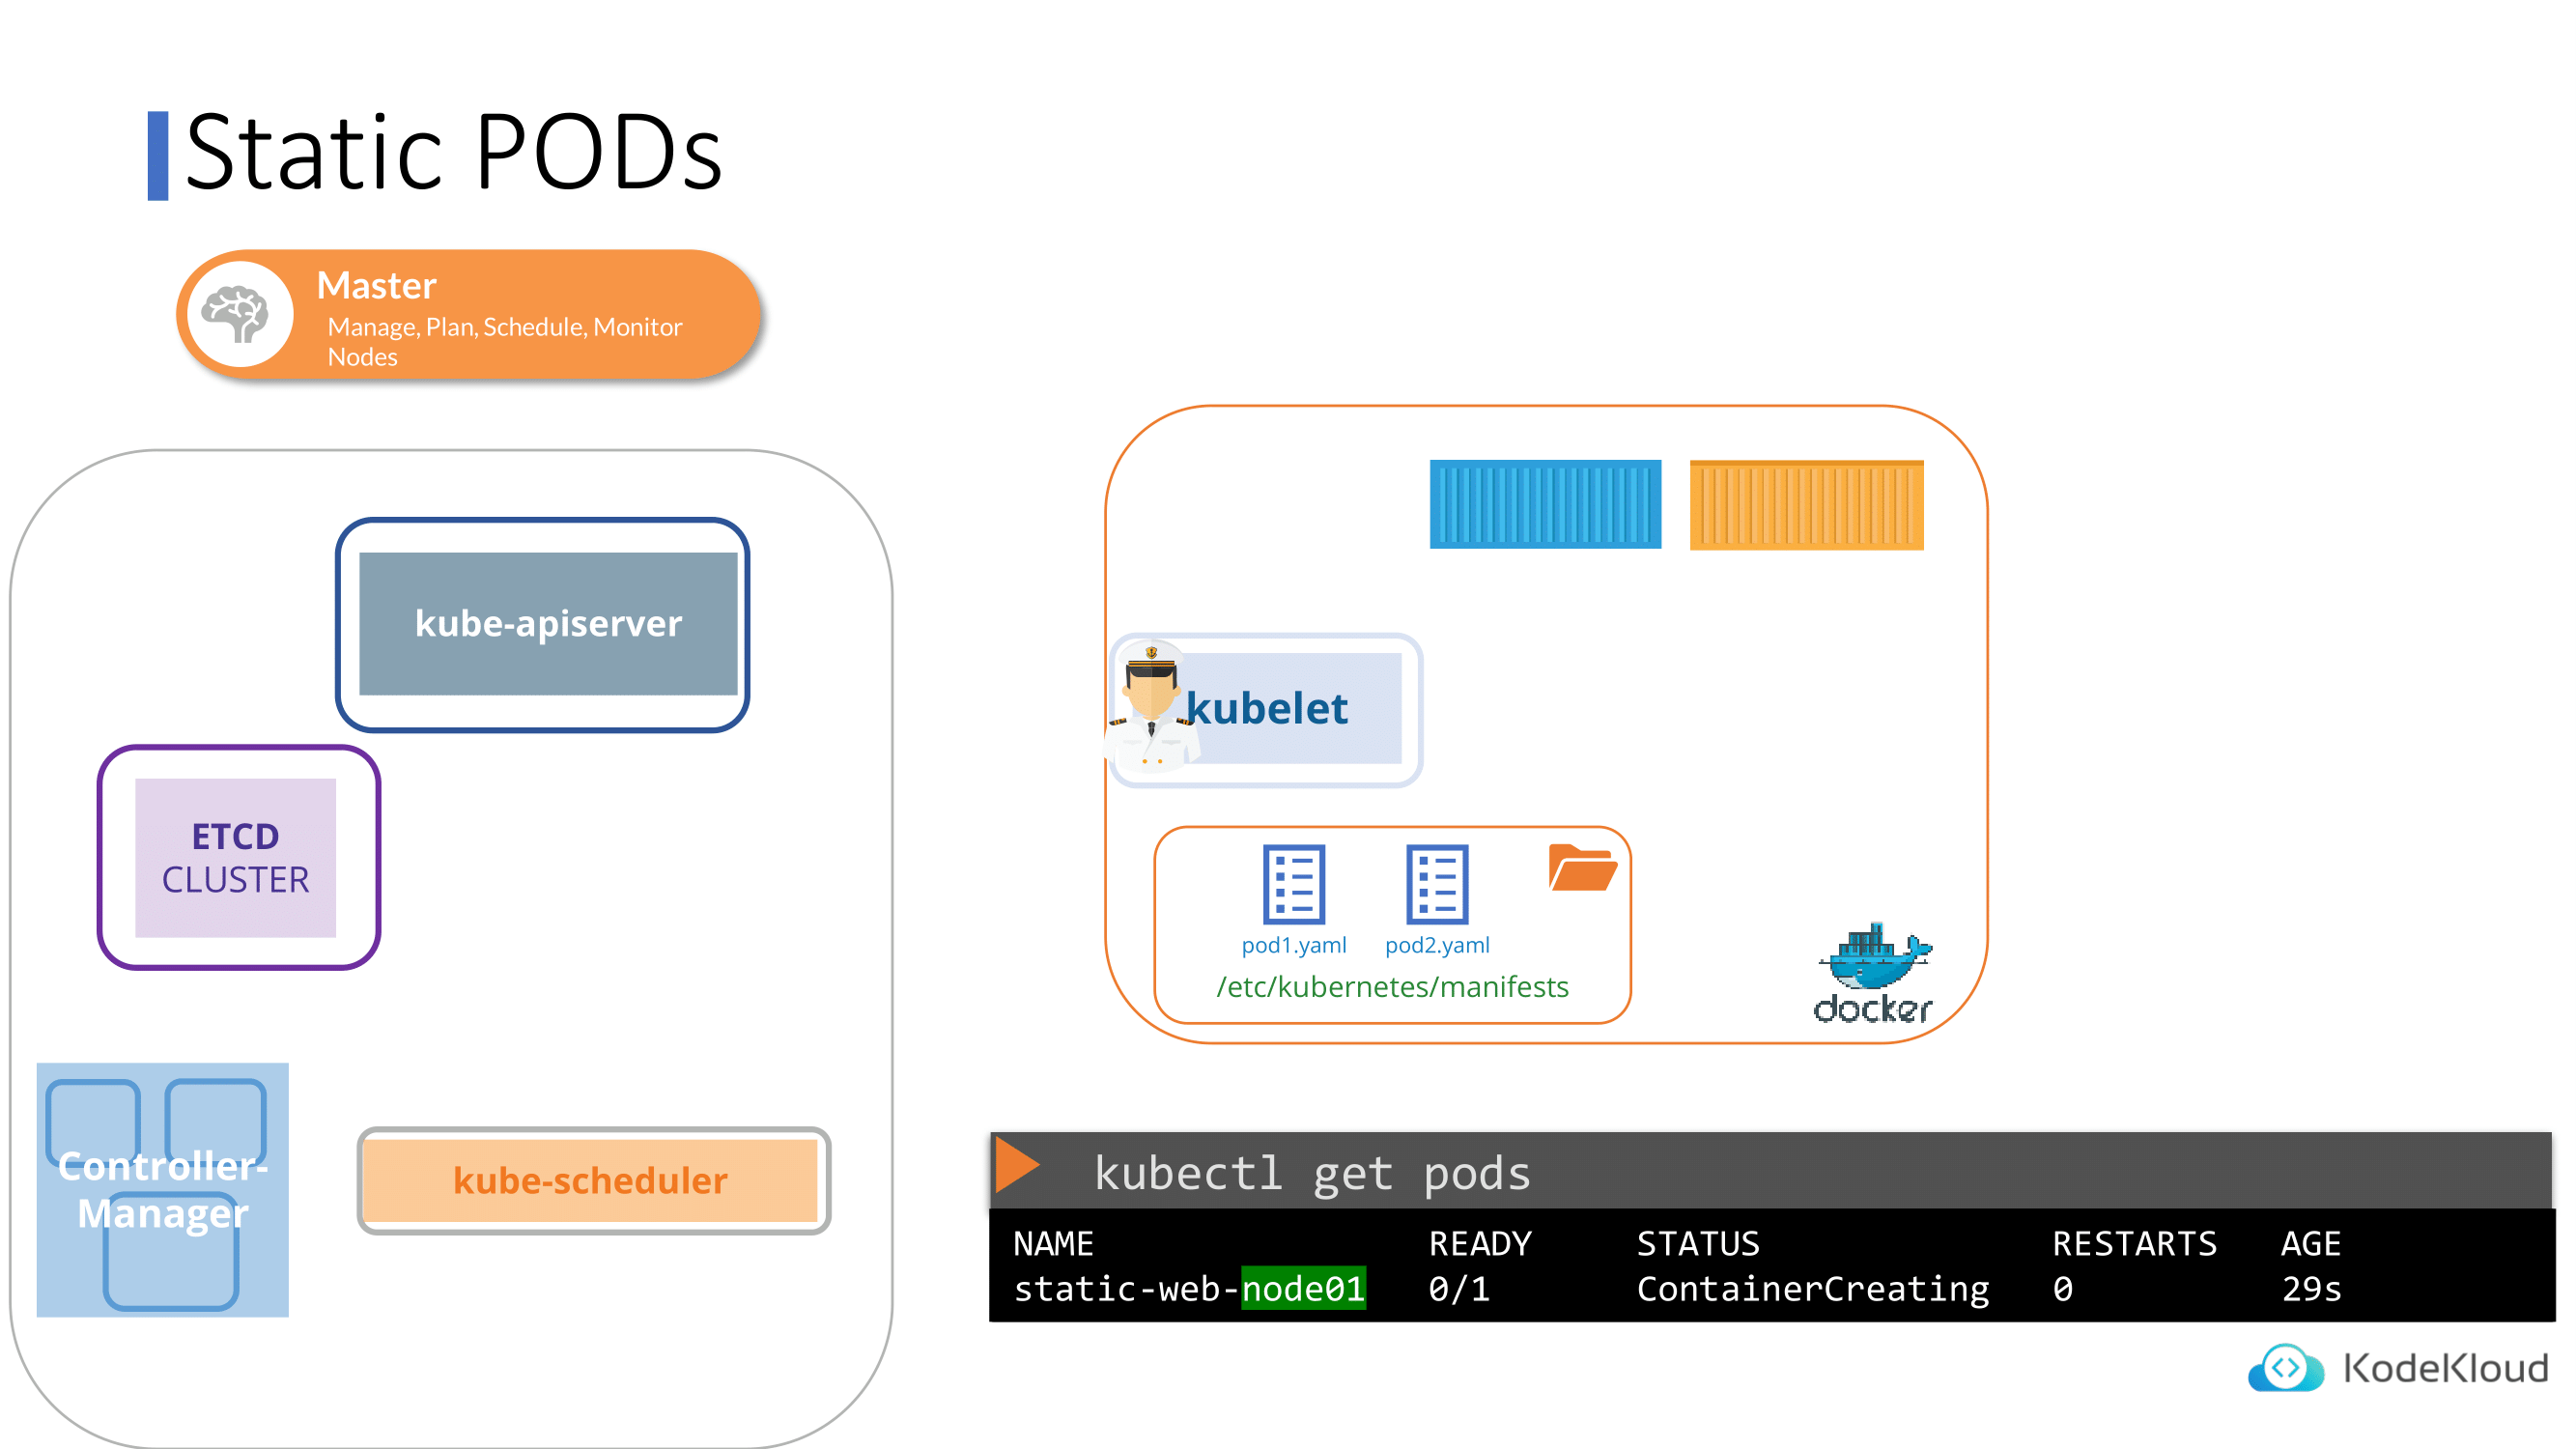 Static PODs
Master
Manage, Plan, Schedule, Monitor
Nodes
kube-apiserver
ETCD
CLUSTER
Controller-
Manager
kube-scheduler
kubelet
pod1.yaml pod2.yaml
/etc/kubernetes/manifests
docker
kubectl get pods
NAME READY STATUS RESTARTS AGE
static-web-node01 0/1 ContainerCreating 0 29s
KodeKloud